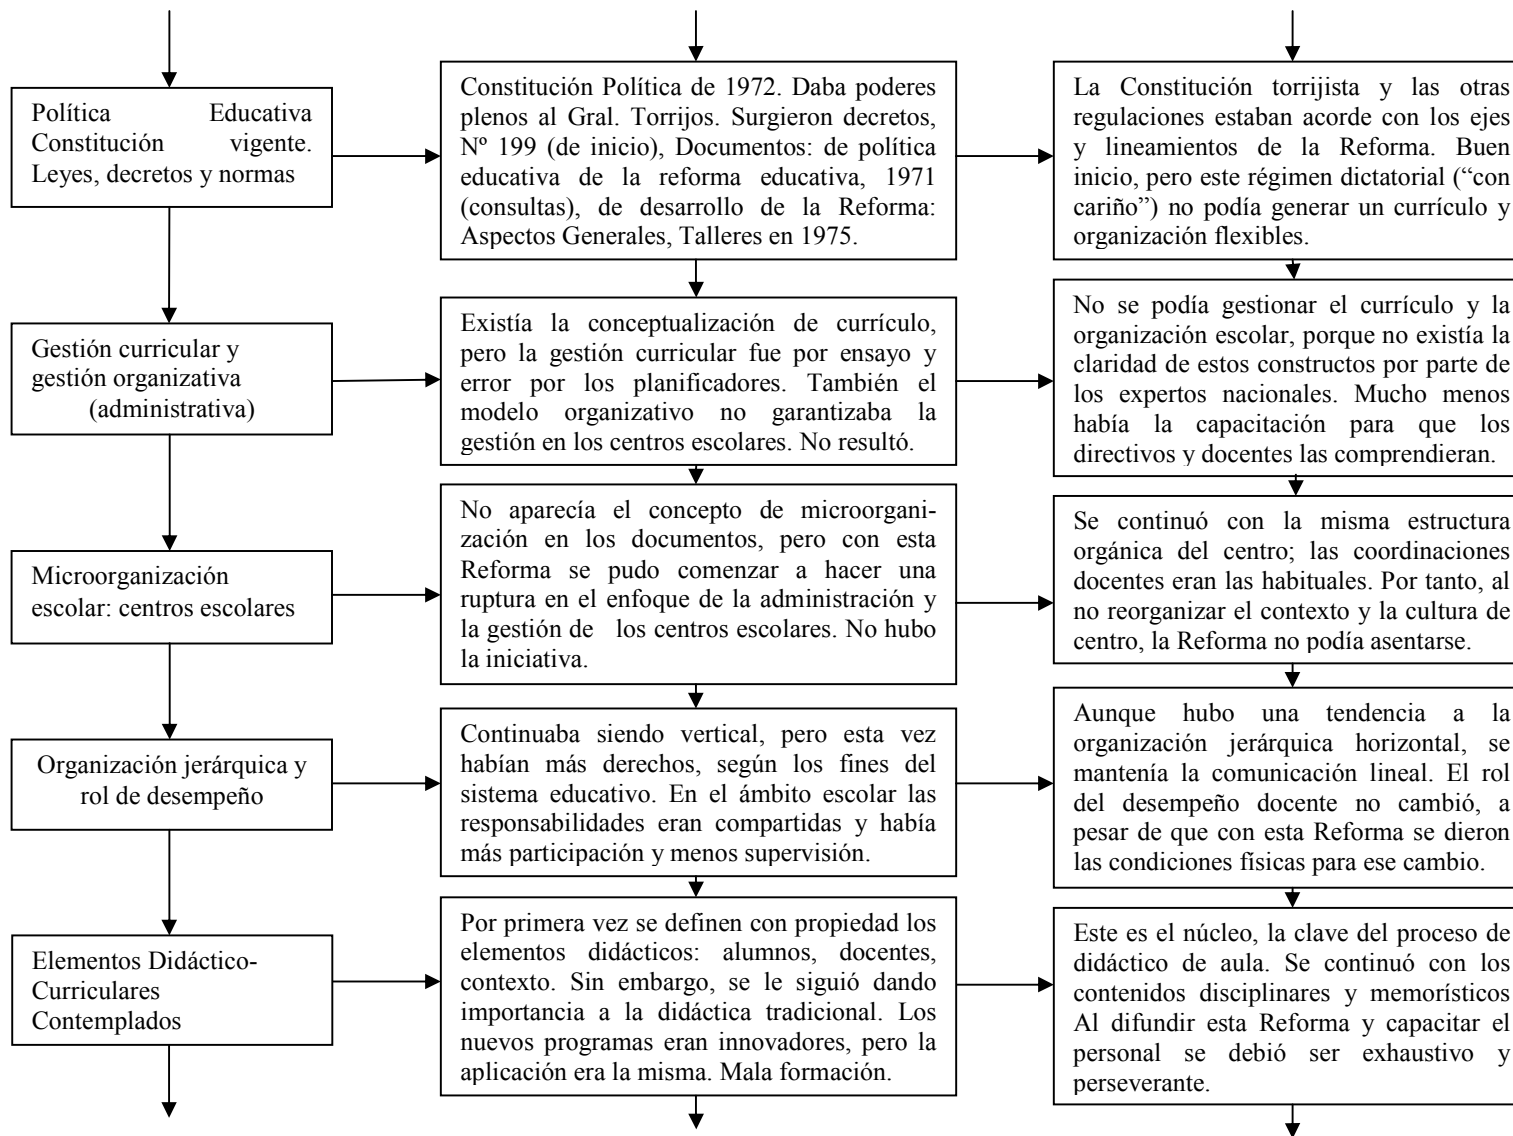 Política Educativa
Constitución vigente.
Leyes, decretos y normas
Constitución Política de 1972. Daba poderes
plenos al Gral. Torrijos. Surgieron decretos,
Nº 199 (de inicio), Documentos: de política
educativa de la reforma educativa, 1971
(consultas), de desarrollo de la Reforma:
Aspectos Generales, Talleres en 1975.
La Constitución torrijista y las otras
regulaciones estaban acorde con los ejes
y lineamientos de la Reforma. Buen
inicio, pero este régimen dictatorial (“con
cariño”) no podía generar un currículo y
organización flexibles.
Gestión curricular y
gestión organizativa
(administrativa)
Existía la conceptualización de currículo,
pero la gestión curricular fue por ensayo y
error por los planificadores. También el
modelo organizativo no garantizaba la
gestión en los centros escolares. No resultó.
No se podía gestionar el currículo y la
organización escolar, porque no existía la
claridad de estos constructos por parte de
los expertos nacionales. Mucho menos
había la capacitación para que los
directivos y docentes las comprendieran.
Microorganización
escolar: centros escolares
No aparecía el concepto de microorgani-
zación en los documentos, pero con esta
Reforma se pudo comenzar a hacer una
ruptura en el enfoque de la administración y
la gestión de los centros escolares. No hubo
la iniciativa.
Se continuó con la misma estructura
orgánica del centro; las coordinaciones
docentes eran las habituales. Por tanto, al
no reorganizar el contexto y la cultura de
centro, la Reforma no podía asentarse.
Organización jerárquica y
rol de desempeño
Continuaba siendo vertical, pero esta vez
habían más derechos, según los fines del
sistema educativo. En el ámbito escolar las
responsabilidades eran compartidas y había
más participación y menos supervisión.
Aunque hubo una tendencia a la
organización jerárquica horizontal, se
mantenía la comunicación lineal. El rol
del desempeño docente no cambió, a
pesar de que con esta Reforma se dieron
las condiciones físicas para ese cambio.
Elementos Didáctico-
Curriculares
Contemplados
Por primera vez se definen con propiedad los
elementos didácticos: alumnos, docentes,
contexto. Sin embargo, se le siguió dando
importancia a la didáctica tradicional. Los
nuevos programas eran innovadores, pero la
aplicación era la misma. Mala formación.
Este es el núcleo, la clave del proceso de
didáctico de aula. Se continuó con los
contenidos disciplinares y memorísticos
Al difundir esta Reforma y capacitar el
personal se debió ser exhaustivo y
perseverante.